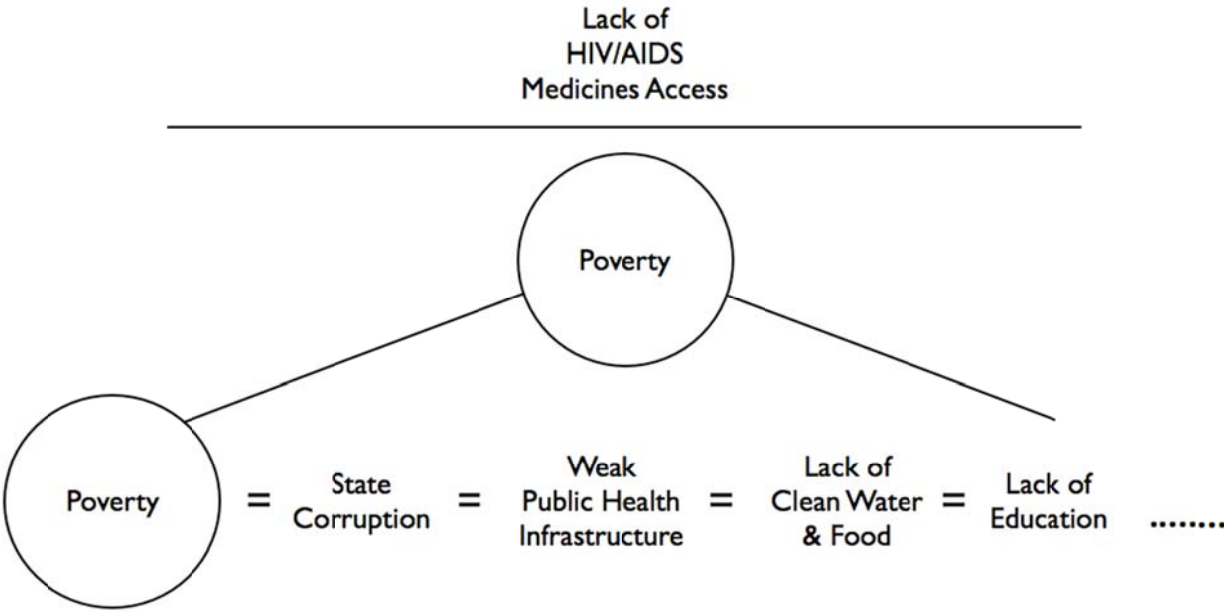 Lack of
HIV/AIDS
Medicines Access
Poverty
Poverty
=
State
Corruption
=
Weak
Public Health
Infrastructure
=
Lack of
Clean Water
& Food
=
Lack of
Education
........